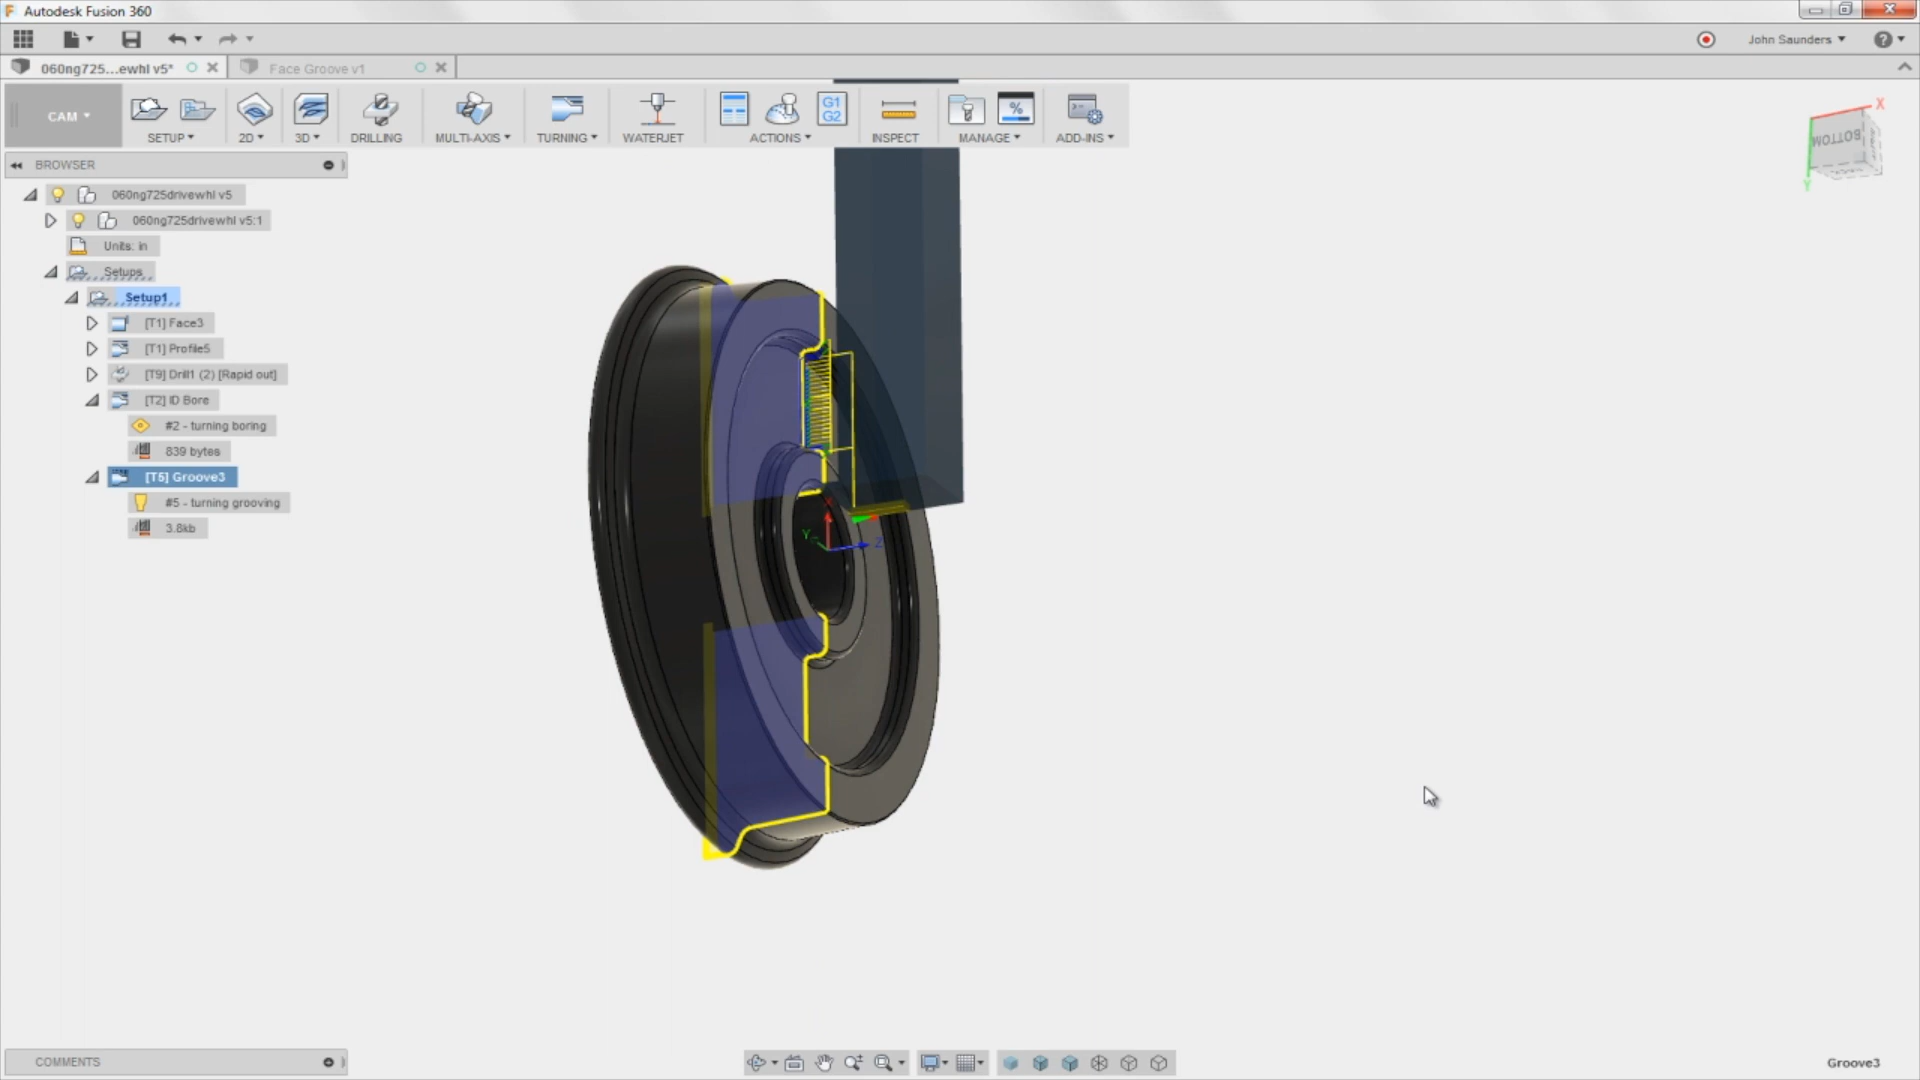 Autodesk Fusion 360
John Saunders
060ng725...ewhl v5*
Face Groove v1
CAM
SETUP
2D
3D
DRILLING
MULTI-AXIS
TURNING
WATERJET
G1
G2
ACTIONS
INSPECT
%
MANAGE
ADD-INS
X
BOTTOM
Y
BROWSER
060ng725drivewhl v5
060ng725drivewhl v5:1
Units: in
Setups
Setup1
[T1] Face3
[T1] Profile5
[T9] Drill1 (2) [Rapid out]
[T2] ID Bore
#2 - turning boring
839 bytes
[T5] Groove3
#5 - turning grooving
3.8kb
Y
Z
COMMENTS
Groove3